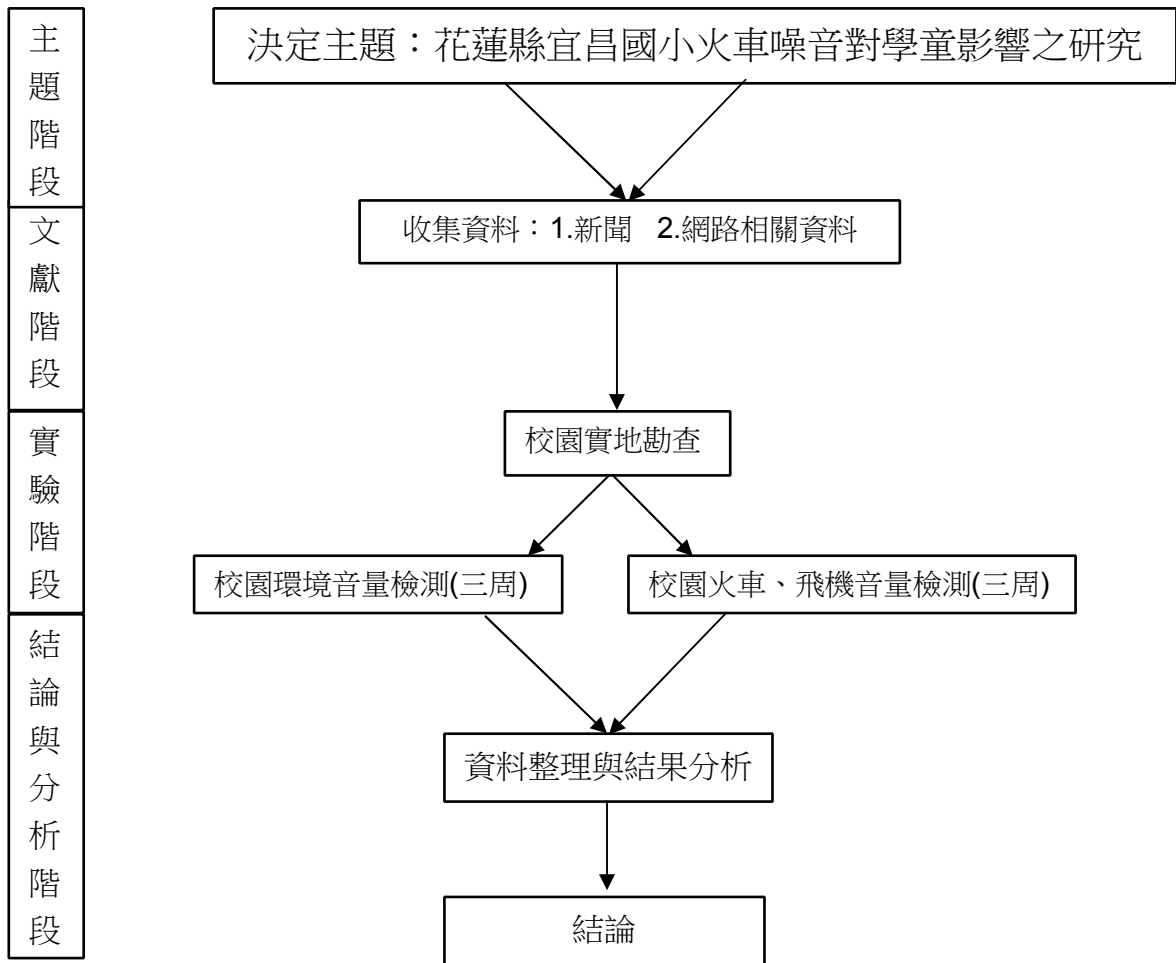 主題階段
決定主題：花蓮縣宜昌國小火車噪音對學童影響之研究
文獻階段
收集資料：1.新聞 2.網路相關資料
實驗階段
校園實地勘查
校園環境音量檢測(三周)
校園火車、飛機音量檢測(三周)
結論與分析階段
資料整理與結果分析
結論